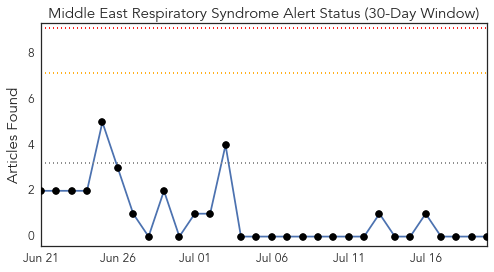 Middle East Respiratory Syndrome Alert Status (30-Day Window)
Articles Found
8
6
4
2
0
Jun 21 Jun 26 Jul 01 Jul 06 Jul 11 Jul 16